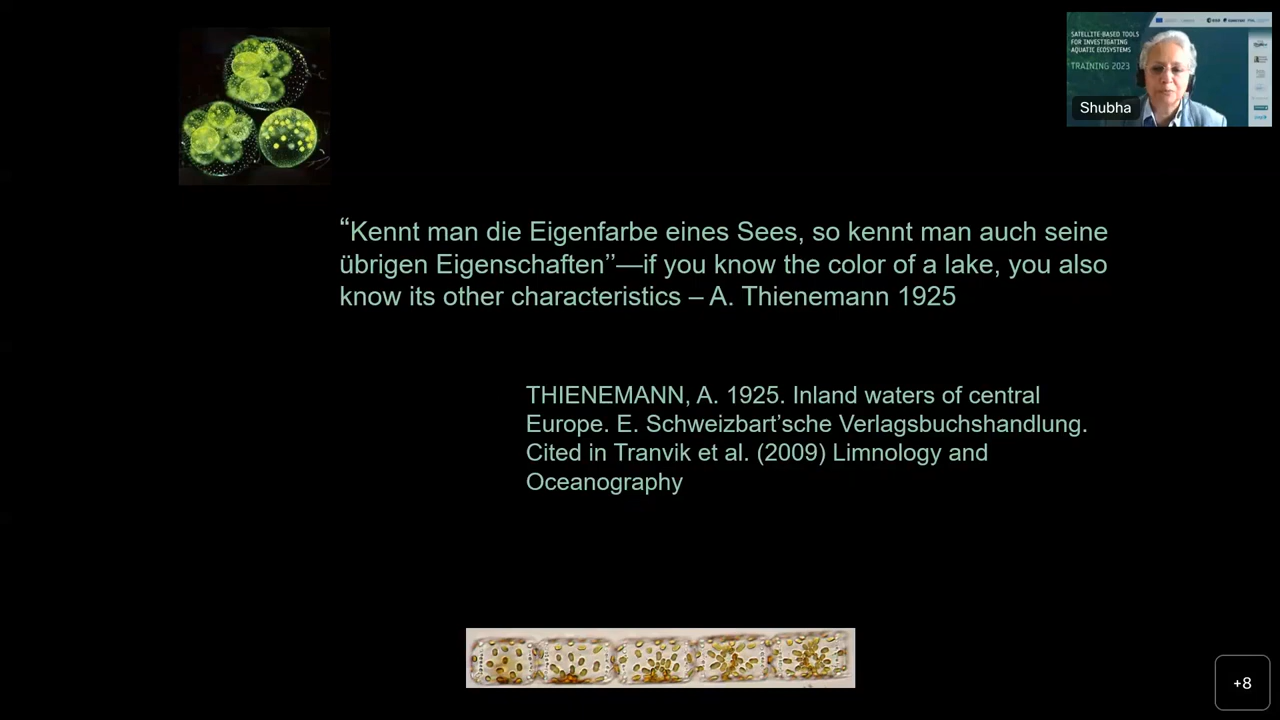 SATELLITE-BASED TOOLS
FOR INVESTIGATING
AQUATIC ECOSYSTEMS
TRAINING 2023
Shubha
“Kennt man die Eigenfarbe eines Sees, so kennt man auch seine
übrigen Eigenschaften’’—if you know the color of a lake, you also
know its other characteristics – A. Thienemann 1925
THIENEMANN, A. 1925. Inland waters of central
Europe. E. Schweizbart’sche Verlagsbuchshandlung.
Cited in Tranvik et al. (2009) Limnology and
Oceanography
+8